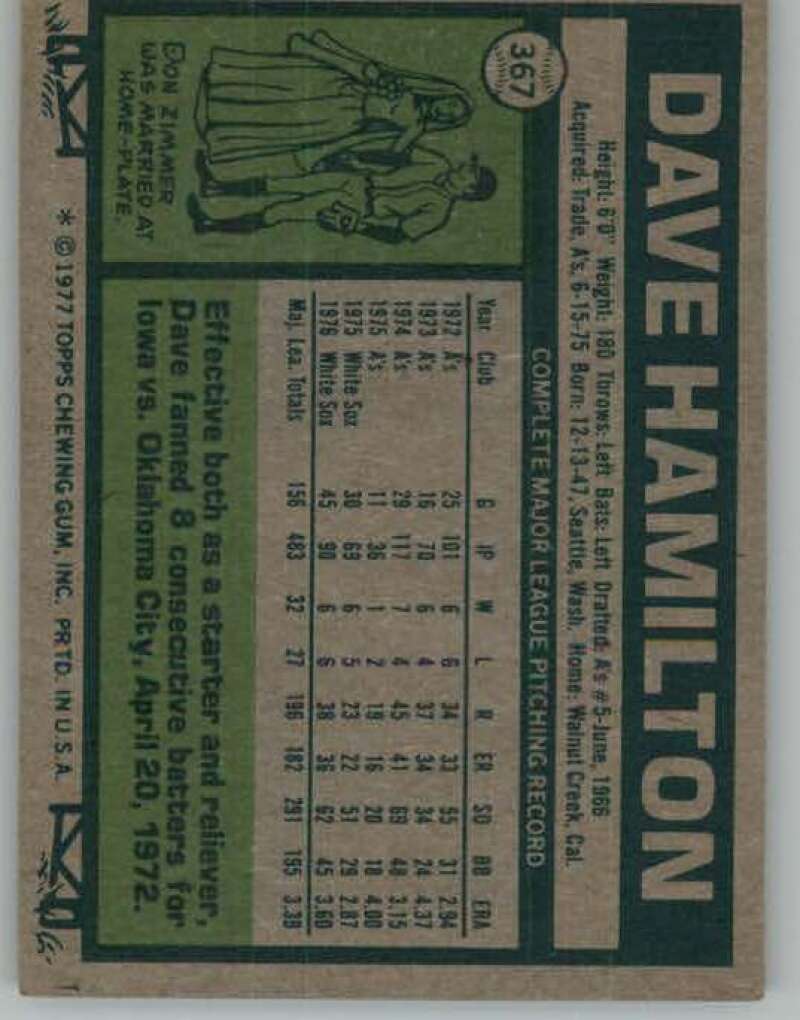 367
DAVE HAMILTON
Height: 6'0" Weight: 180 Throws: Left Bats: Left Drafted: A's #5-June, 1966
Acquired: Trade, A's, 6-15-75 Born: 12-13-47, Seattle, Wash. Home: Walnut Creek, Cal.
COMPLETE MAJOR LEAGUE PITCHING RECORD
Year Club G IP W L R ER SO BB ERA
1972 A's 25 101 6 6 34 33 55 31 2.94
1973 A's 16 70 6 4 37 34 34 24 4.37
1974 A's 29 117 7 4 45 41 69 48 3.15
1975 A's 11 36 1 2 19 16 20 18 4.00
1975 White Sox 30 69 6 5 23 22 51 29 2.87
1976 White Sox 45 90 6 6 38 36 62 45 3.60
Maj. Lea. Totals 156 483 32 27 196 182 291 195 3.39
DON ZIMMER
WAS MARRIED AT
HOME-PLATE.
Effective both as a starter and reliever,
Dave fanned 8 consecutive batters for
Iowa vs. Oklahoma City, April 20, 1972.
* © 1977 TOPPS CHEWING GUM, INC. PRTD. IN U.S.A.